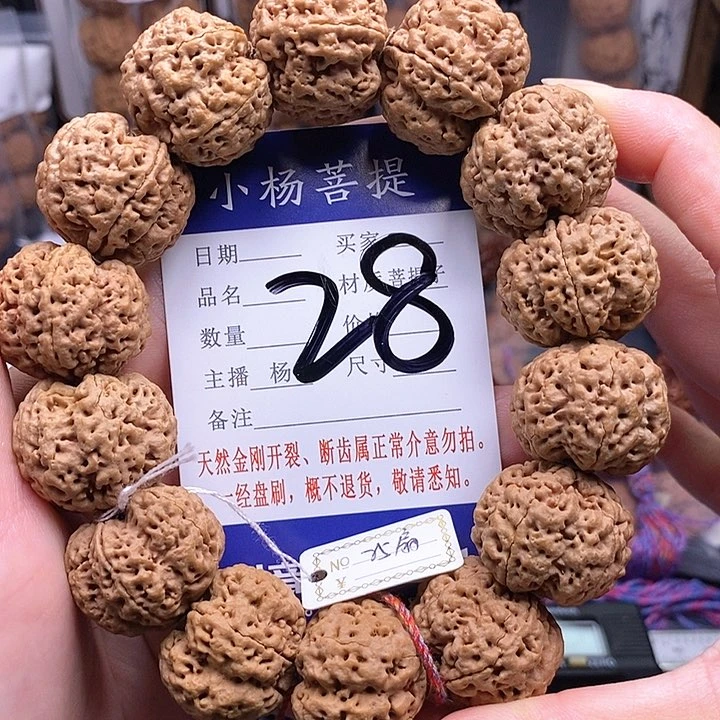 小杨菩提
日期 买家
品名 材质菩提子
数量
28
主播 杨 尺寸
备注
天然金刚开裂、断齿属正常介意勿拍。
一经盘刷，概不退货，敬请悉知。
NO
¥